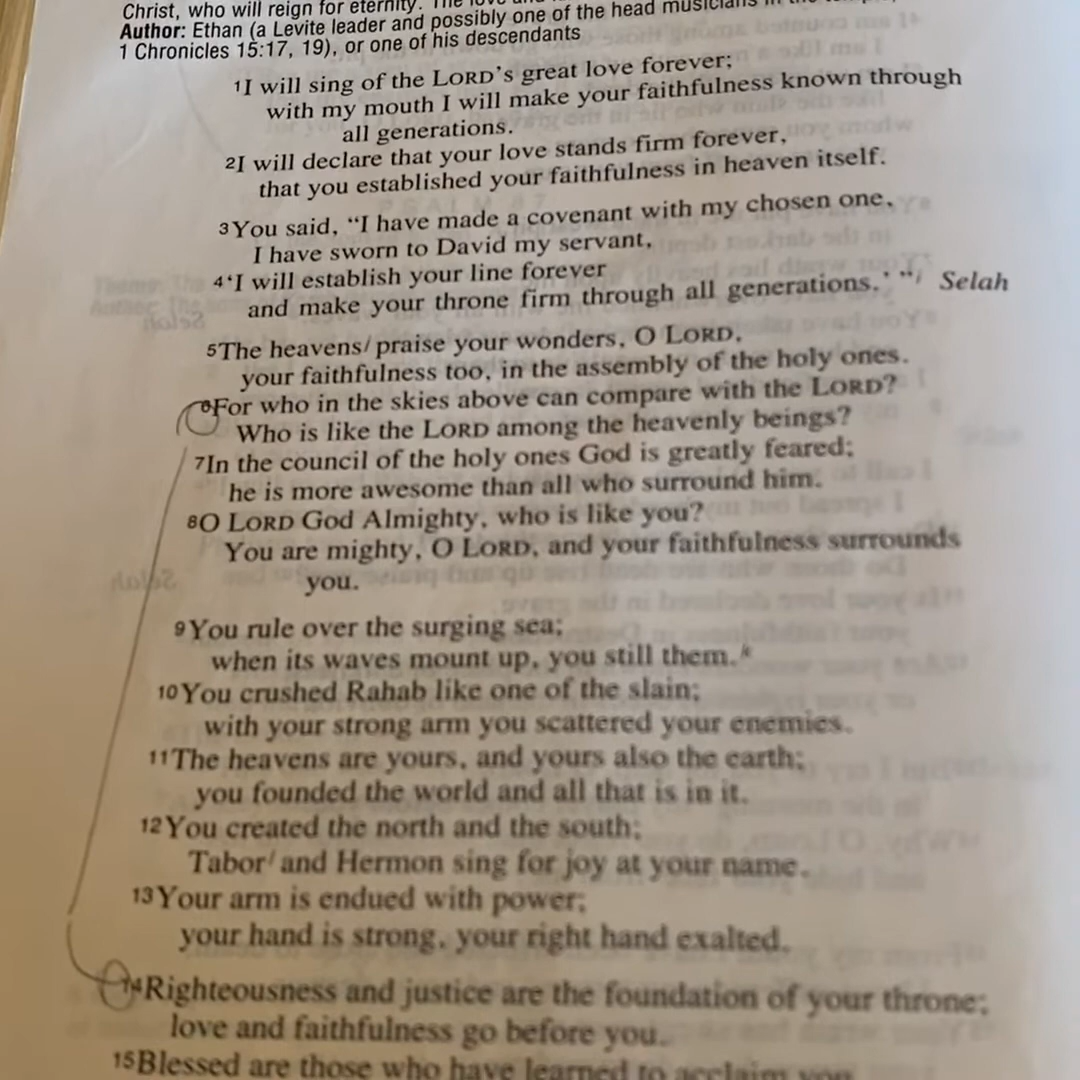 Christ, who will reign for eternity. The love and
Author: Ethan (a Levite leader and possibly one of the head musicians in the
1 Chronicles 15:17, 19), or one of his descendants
1I will sing of the LORD's great love forever;
with my mouth I will make your faithfulness known through
all generations.
2I will declare that your love stands firm forever,
that you established your faithfulness in heaven itself.
3You said, “I have made a covenant with my chosen one,
I have sworn to David my servant,
4‘I will establish your line forever
and make your throne firm through all generations.’ ”i Selah
5The heavens praise your wonders, O LORD,
your faithfulness too, in the assembly of the holy ones.
6For who in the skies above can compare with the LORD?
Who is like the LORD among the heavenly beings?
7In the council of the holy ones God is greatly feared;
he is more awesome than all who surround him.
8O LORD God Almighty, who is like you?
You are mighty, O LORD, and your faithfulness surrounds
you.
9You rule over the surging sea;
when its waves mount up, you still them.k
10You crushed Rahab like one of the slain;
with your strong arm you scattered your enemies.
11The heavens are yours, and yours also the earth;
you founded the world and all that is in it.
12You created the north and the south;
Tabor l and Hermon sing for joy at your name.
13Your arm is endued with power;
your hand is strong, your right hand exalted.
14Righteousness and justice are the foundation of your throne;
love and faithfulness go before you.
15Blessed are those who have learned to acclaim you